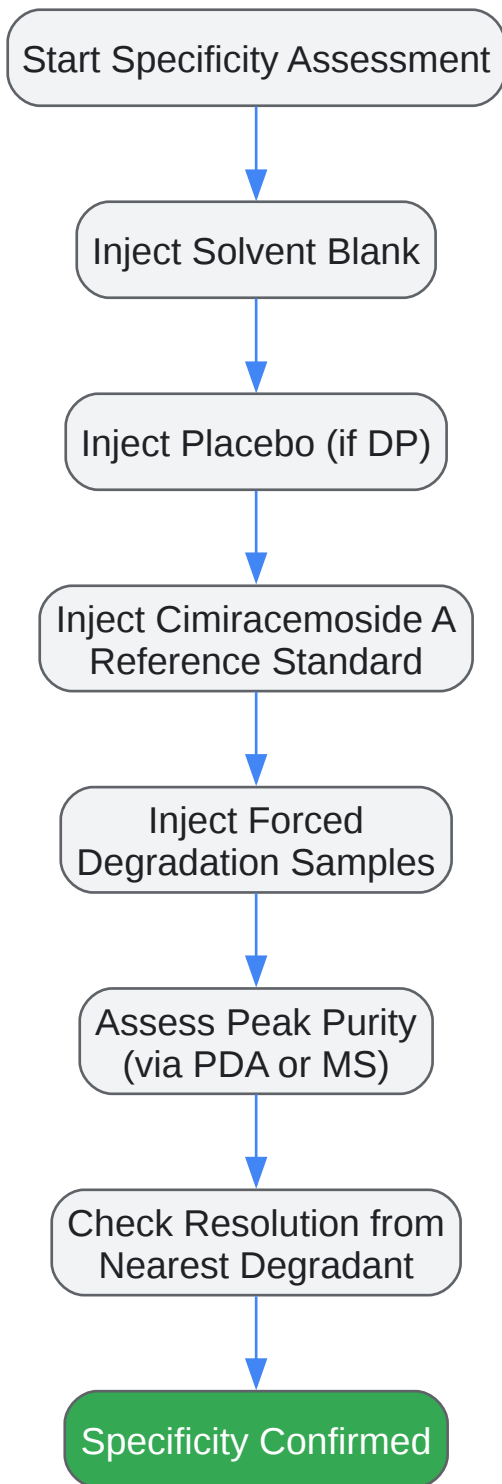 Start Specificity Assessment
Inject Solvent Blank
Inject Placebo (if DP)
Inject Cimiracemoside A
Reference Standard
Inject Forced
Degradation Samples
Assess Peak Purity
(via PDA or MS)
Check Resolution from
Nearest Degradant
Specificity Confirmed